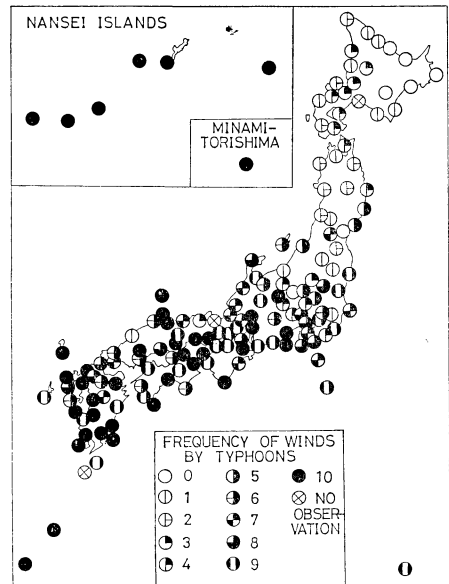 NANSEI ISLANDS
MINAMI-
TORISHIMA
FREQUENCY OF WINDS
BY TYPHOONS
0 5 10
1 6 NO
2 7 OBSER-
3 8 VATION
4 9